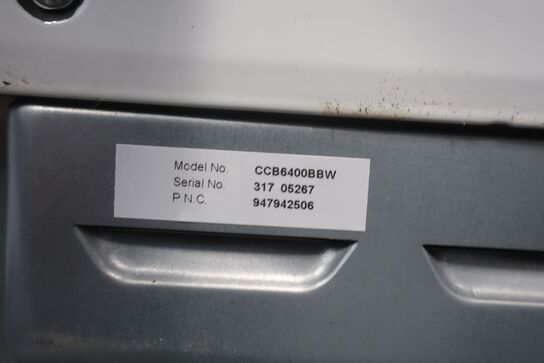 Model No. CCB6400BBW
Serial No. 317 05267
P.N.C. 947942506